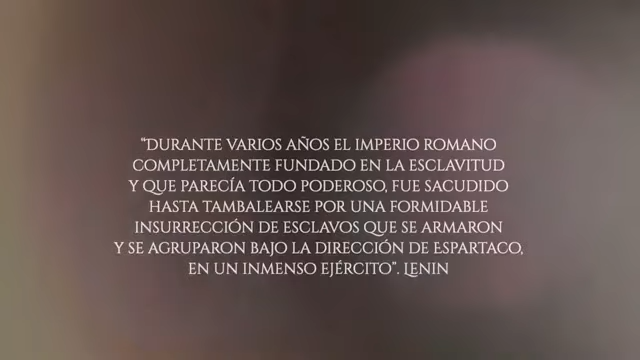 “DURANTE VARIOS AÑOS EL IMPERIO ROMANO
COMPLETAMENTE FUNDADO EN LA ESCLAVITUD
Y QUE PARECÍA TODO PODEROSO, FUE SACUDIDO
HASTA TAMBALEARSE POR UNA FORMIDABLE
INSURRECCIÓN DE ESCLAVOS QUE SE ARMARON
Y SE AGRUPARON BAJO LA DIRECCIÓN DE ESPARTACO,
EN UN INMENSO EJÉRCITO”. LENIN